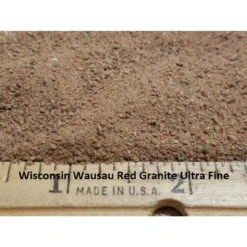 Wisconsin Wausau Red Granite Ultra Fine
1 2
MADE IN U.S.A.